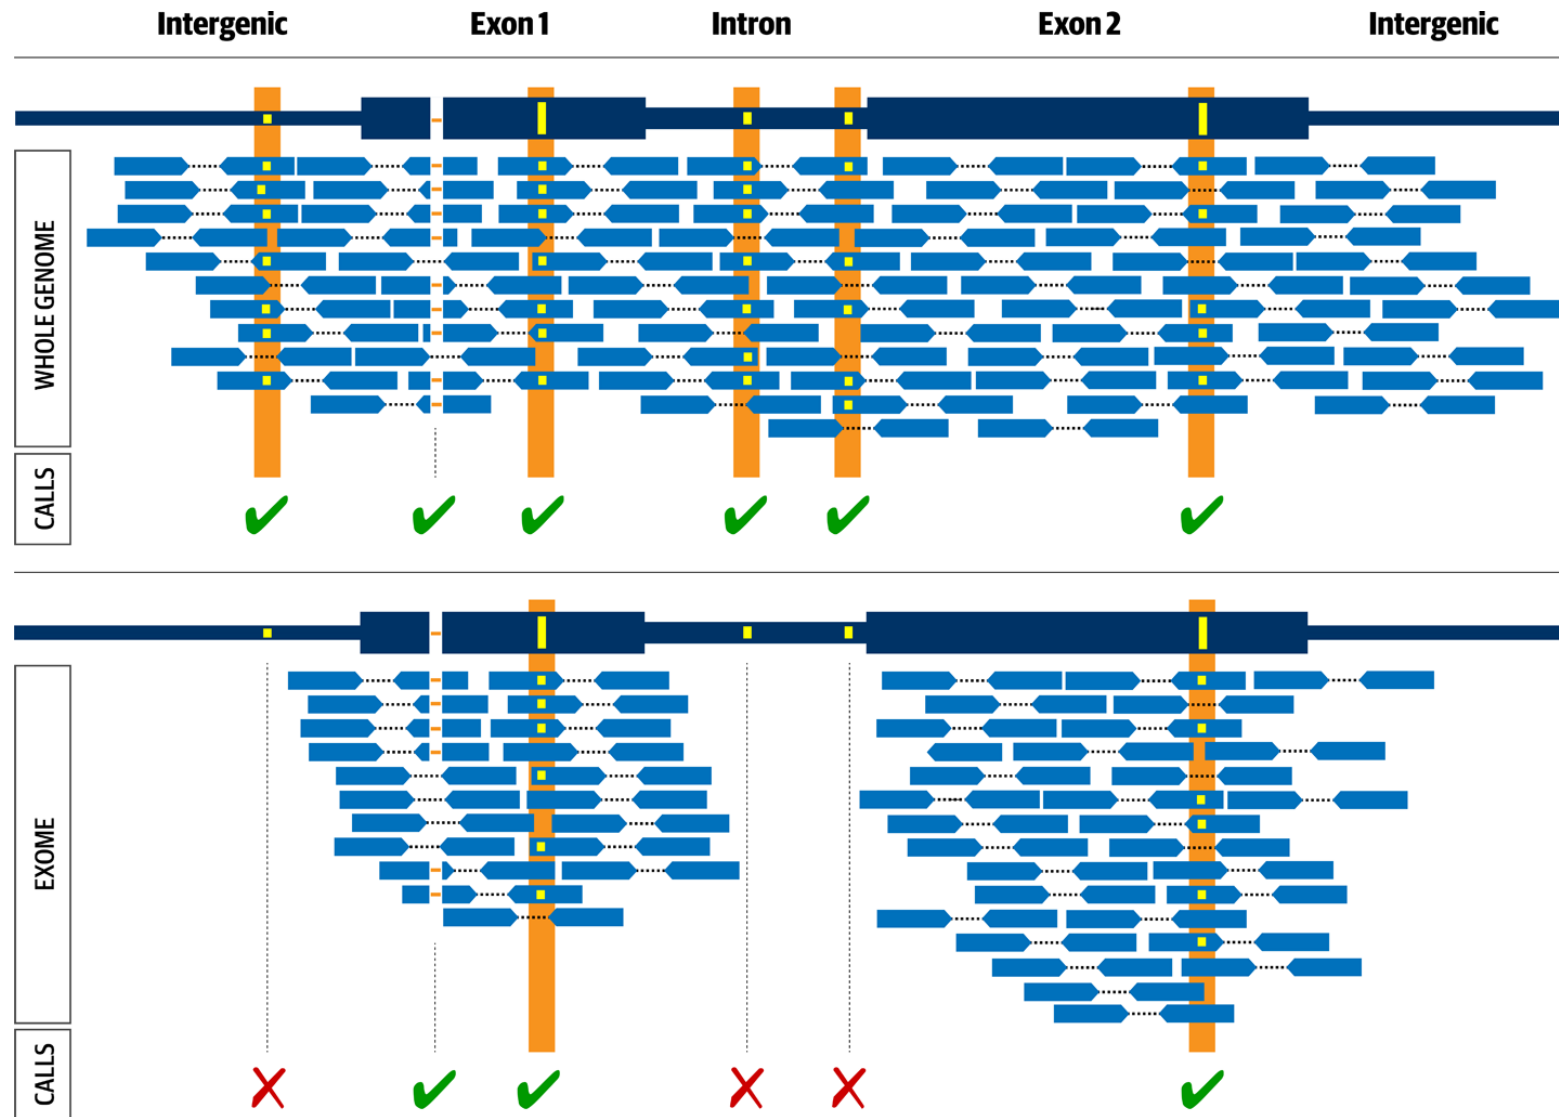 Intergenic Exon 1 Intron Exon 2 Intergenic
WHOLE GENOME
CALLS
EXOME
CALLS